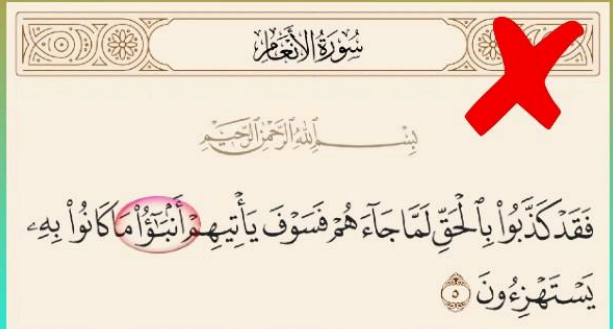 سُورَةُ الأَنْعَامِ
بِسْمِ ٱللَّهِ ٱلرَّحْمَٰنِ ٱلرَّحِيمِ
فَقَدْ كَذَّبُوا۟ بِٱلْحَقِّ لَمَّا جَآءَهُمْ فَسَوْفَ يَأْتِيهِمْ أَنۢبَـٰٓؤُا۟ مَا كَانُوا۟ بِهِۦ
يَسْتَهْزِءُونَ ٥